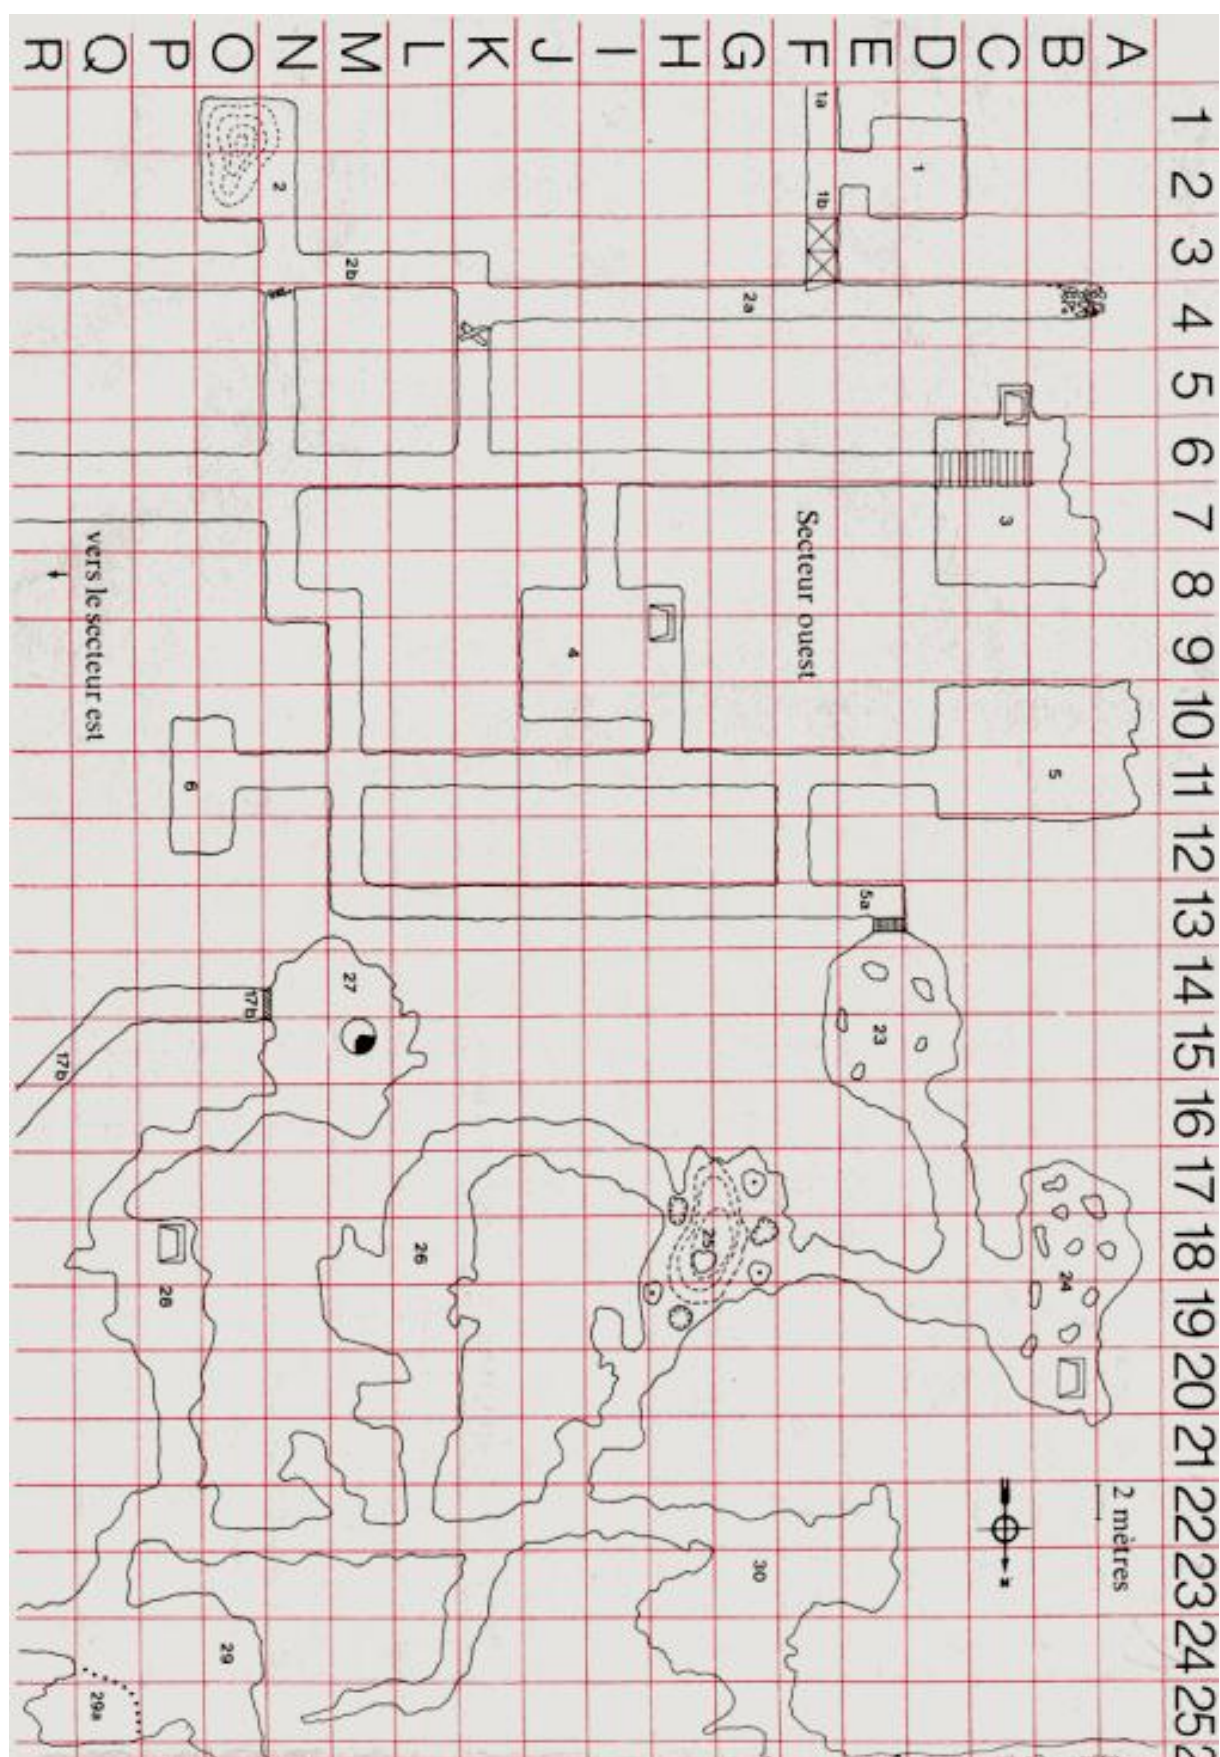 1 2 3 4 5 6 7 8 9 10 11 12 13 14 15 16 17 18 19 20 21 22 23 24 25 2
A
2 mètres
B
5
24
C
3
N
D
1
E
5a
23
F
1a
1b
Secteur ouest
G
2a
30
H
25
I
J
4
K
L
26
M
2b
27
N
2
17b
O
6
29
P
28
Q
vers le secteur est
29a
R
17b